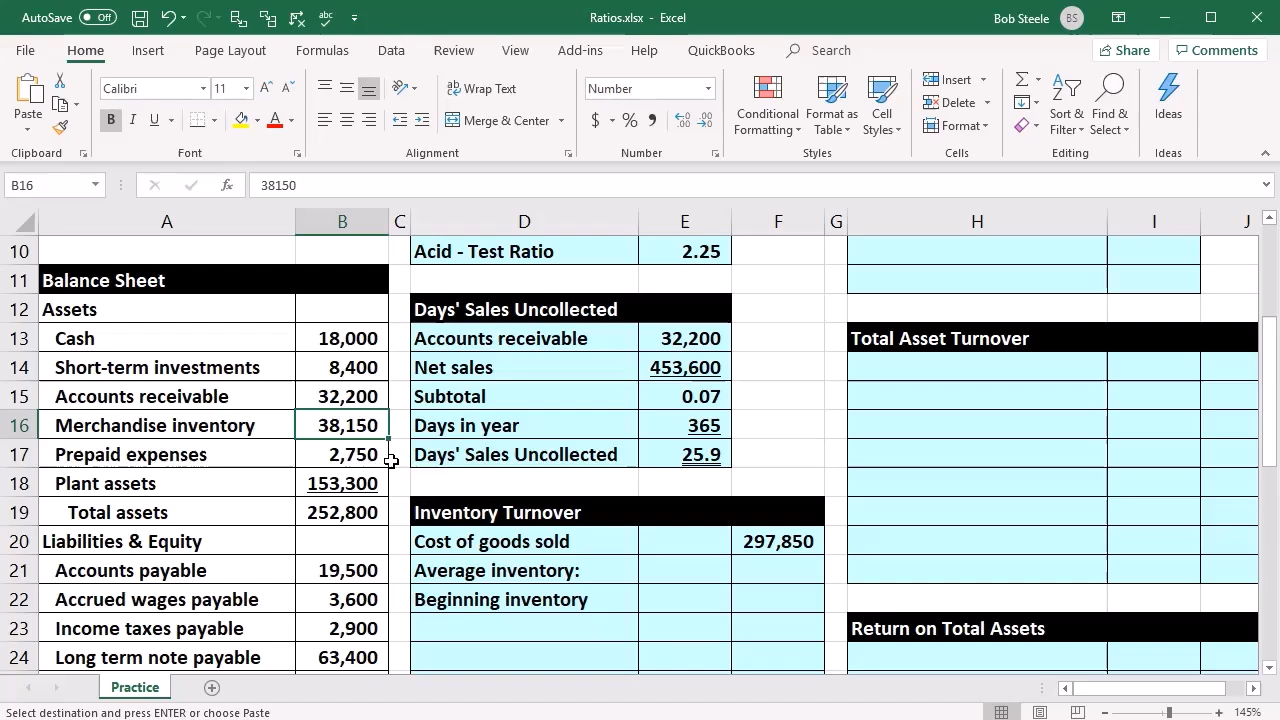 AutoSave Off Ratios.xlsx - Excel Bob Steele BS
File Home Insert Page Layout Formulas Data Review View Add-ins Help QuickBooks Search Share Comments
Paste
Calibri 11 A A
B I U A
Wrap Text
Merge & Center
Number
$ % ,
Conditional Formatting
Format as Table
Cell Styles
Insert
Delete
Format
Sort & Filter
Find & Select
Ideas
Clipboard Font Alignment Number Styles Cells Editing Ideas
B16 fx 38150
A B C D E F G H I J
10 Acid - Test Ratio 2.25
11 Balance Sheet
12 Assets Days' Sales Uncollected
13 Cash 18,000 Accounts receivable 32,200 Total Asset Turnover
14 Short-term investments 8,400 Net sales 453,600
15 Accounts receivable 32,200 Subtotal 0.07
16 Merchandise inventory 38,150 Days in year 365
17 Prepaid expenses 2,750 Days' Sales Uncollected 25.9
18 Plant assets 153,300
19 Total assets 252,800 Inventory Turnover
20 Liabilities & Equity Cost of goods sold 297,850
21 Accounts payable 19,500 Average inventory:
22 Accrued wages payable 3,600 Beginning inventory
23 Income taxes payable 2,900 Return on Total Assets
24 Long term note payable 63,400
Practice
Select destination and press ENTER or choose Paste 145%